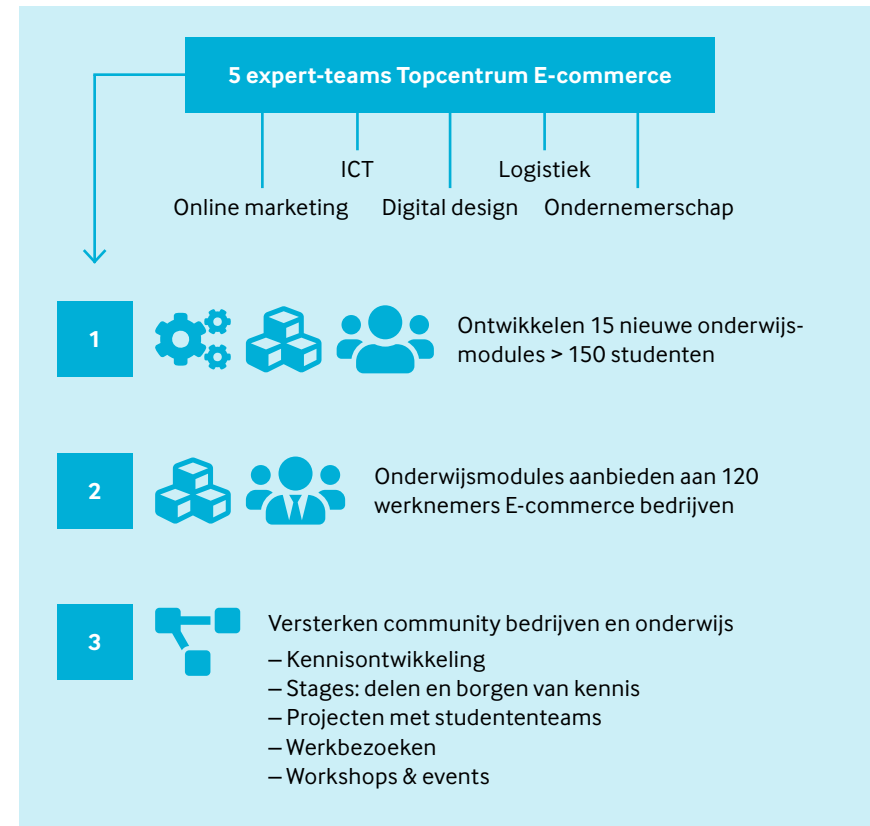 5 expert-teams Topcentrum E-commerce
ICT
Logistiek
Online marketing
Digital design
Ondernemerschap
1
Ontwikkelen 15 nieuwe onderwijs-
modules > 150 studenten
2
Onderwijsmodules aanbieden aan 120
werknemers E-commerce bedrijven
3
Versterken community bedrijven en onderwijs
– Kennisontwikkeling
– Stages: delen en borgen van kennis
– Projecten met studententeams
– Werkbezoeken
– Workshops & events